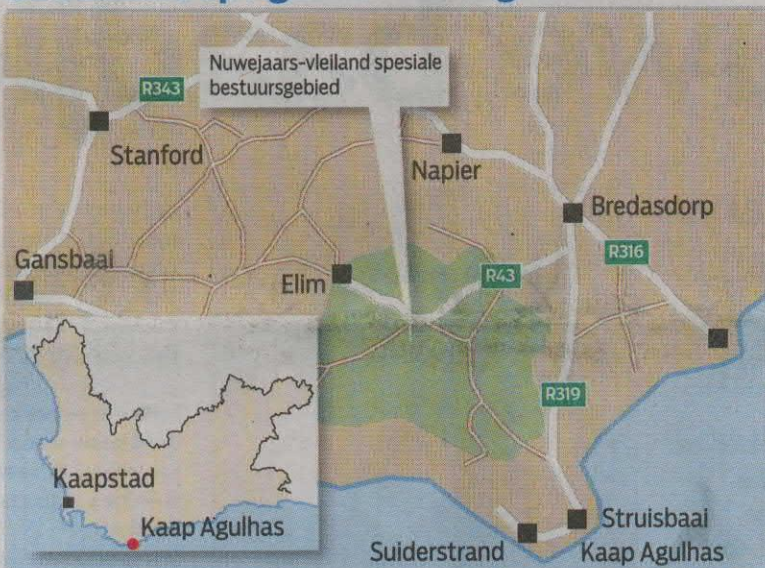 Nuwejaars-vleiland spesiale
bestuursgebied
R343
Stanford
Napier
Bredasdorp
R316
Gansbaai
Elim
R43
R319
Kaapstad
Kaap Agulhas
Struisbaai
Suiderstrand
Kaap Agulhas